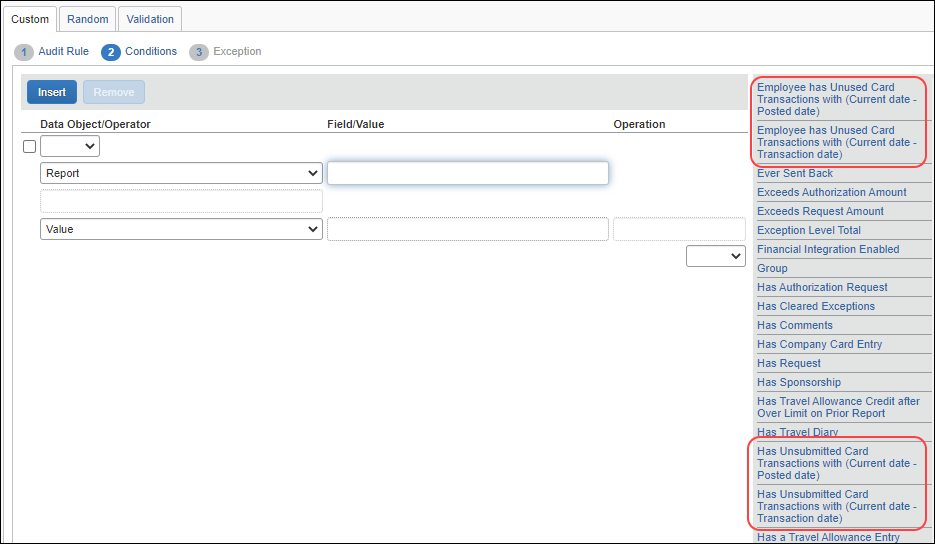 Custom
Random
Validation
1 Audit Rule 2 Conditions 3 Exception
Insert
Remove
Data Object/Operator
Field/Value
Operation
Report
Value
Employee has Unused Card
Transactions with (Current date -
Posted date)
Employee has Unused Card
Transactions with (Current date -
Transaction date)
Ever Sent Back
Exceeds Authorization Amount
Exceeds Request Amount
Exception Level Total
Financial Integration Enabled
Group
Has Authorization Request
Has Cleared Exceptions
Has Comments
Has Company Card Entry
Has Request
Has Sponsorship
Has Travel Allowance Credit after
Over Limit on Prior Report
Has Travel Diary
Has Unsubmitted Card
Transactions with (Current date -
Posted date)
Has Unsubmitted Card
Transactions with (Current date -
Transaction date)
Has a Travel Allowance Entry